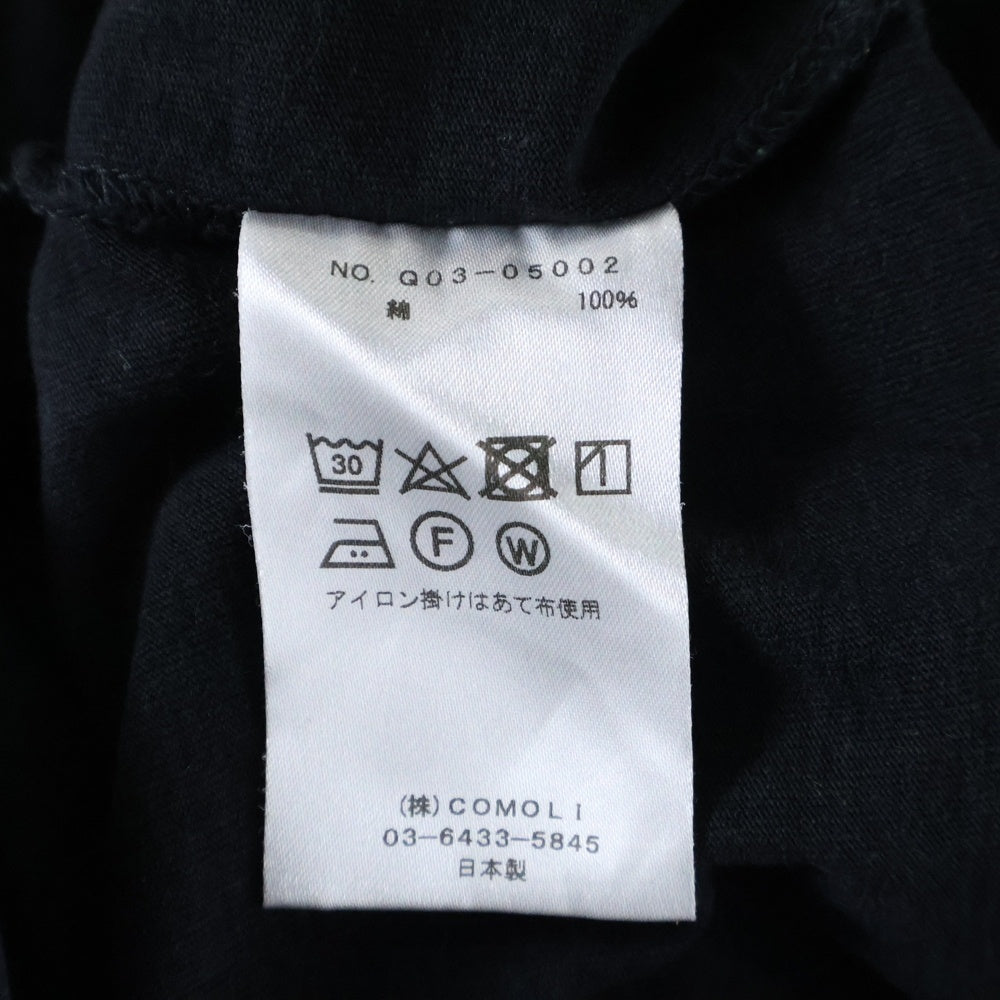 NO. Q03-05002
綿 100%
30
F W
アイロン掛けはあて布使用
(株)COMOLI
03-6433-5845
日本製